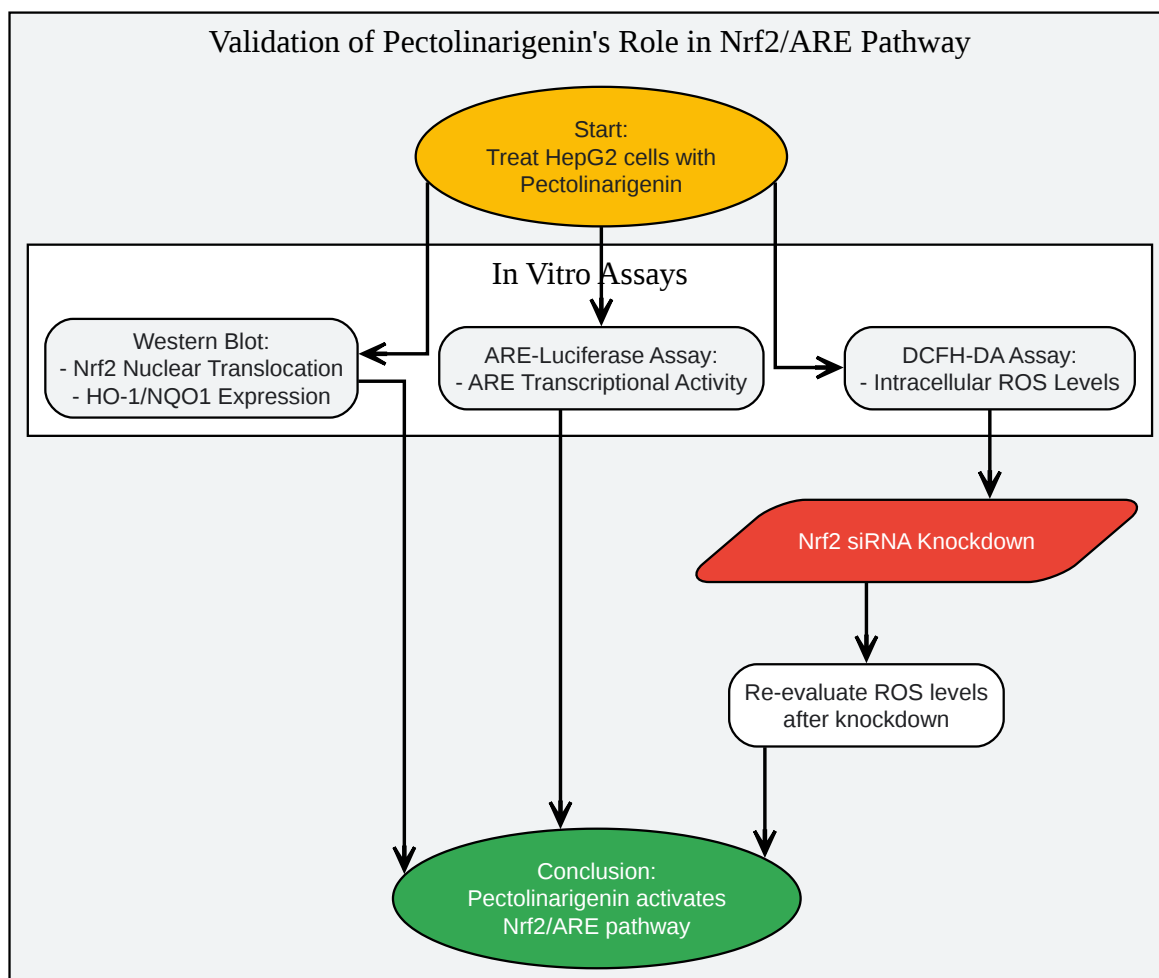 Validation of Pectolinarigenin's Role in Nrf2/ARE Pathway
Start:
Treat HepG2 cells with
Pectolinarigenin
In Vitro Assays
Western Blot:
- Nrf2 Nuclear Translocation
- HO-1/NQO1 Expression
ARE-Luciferase Assay:
- ARE Transcriptional Activity
DCFH-DA Assay:
- Intracellular ROS Levels
Nrf2 siRNA Knockdown
Re-evaluate ROS levels
after knockdown
Conclusion:
Pectolinarigenin activates
Nrf2/ARE pathway